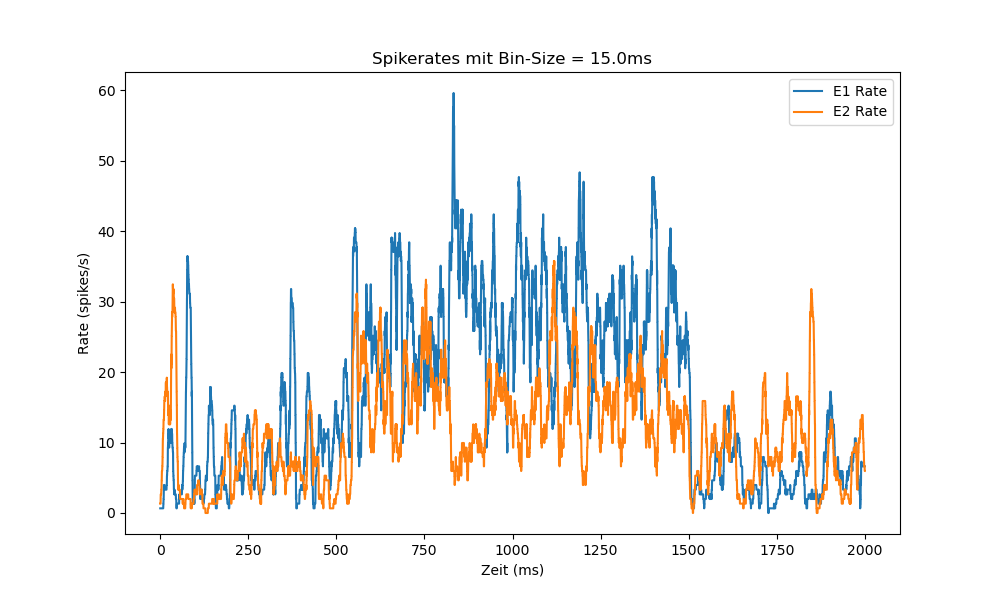 Spikerates mit Bin-Size = 15.0ms
E1 Rate
E2 Rate
Rate (spikes/s)
60
50
40
30
20
10
0
0 250 500 750 1000 1250 1500 1750 2000
Zeit (ms)